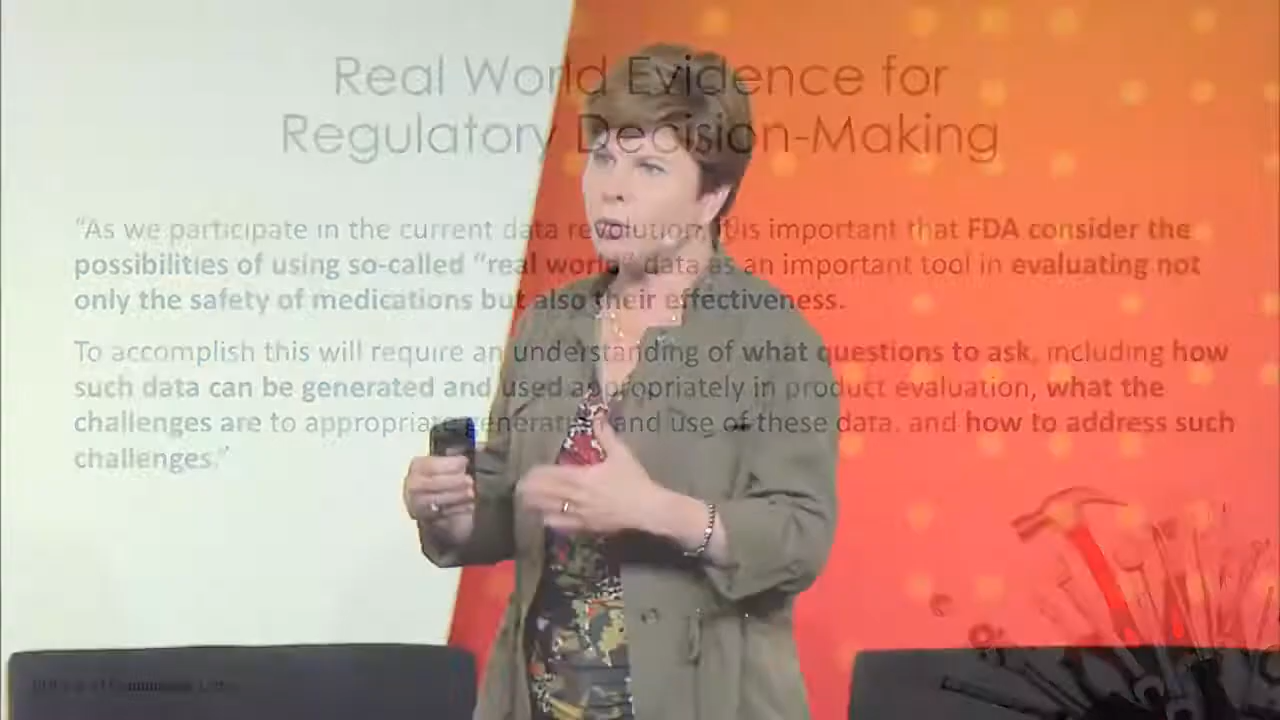 Real World Evidence for
Regulatory Decision-Making
“As we participate in the current data revolution, it is important that FDA consider the
possibilities of using so-called “real world” data as an important tool in evaluating not
only the safety of medications but also their effectiveness.
To accomplish this will require an understanding of what questions to ask, including how
such data can be generated and used appropriately in product evaluation, what the
challenges are to appropriate generation and use of these data, and how to address such
challenges.”